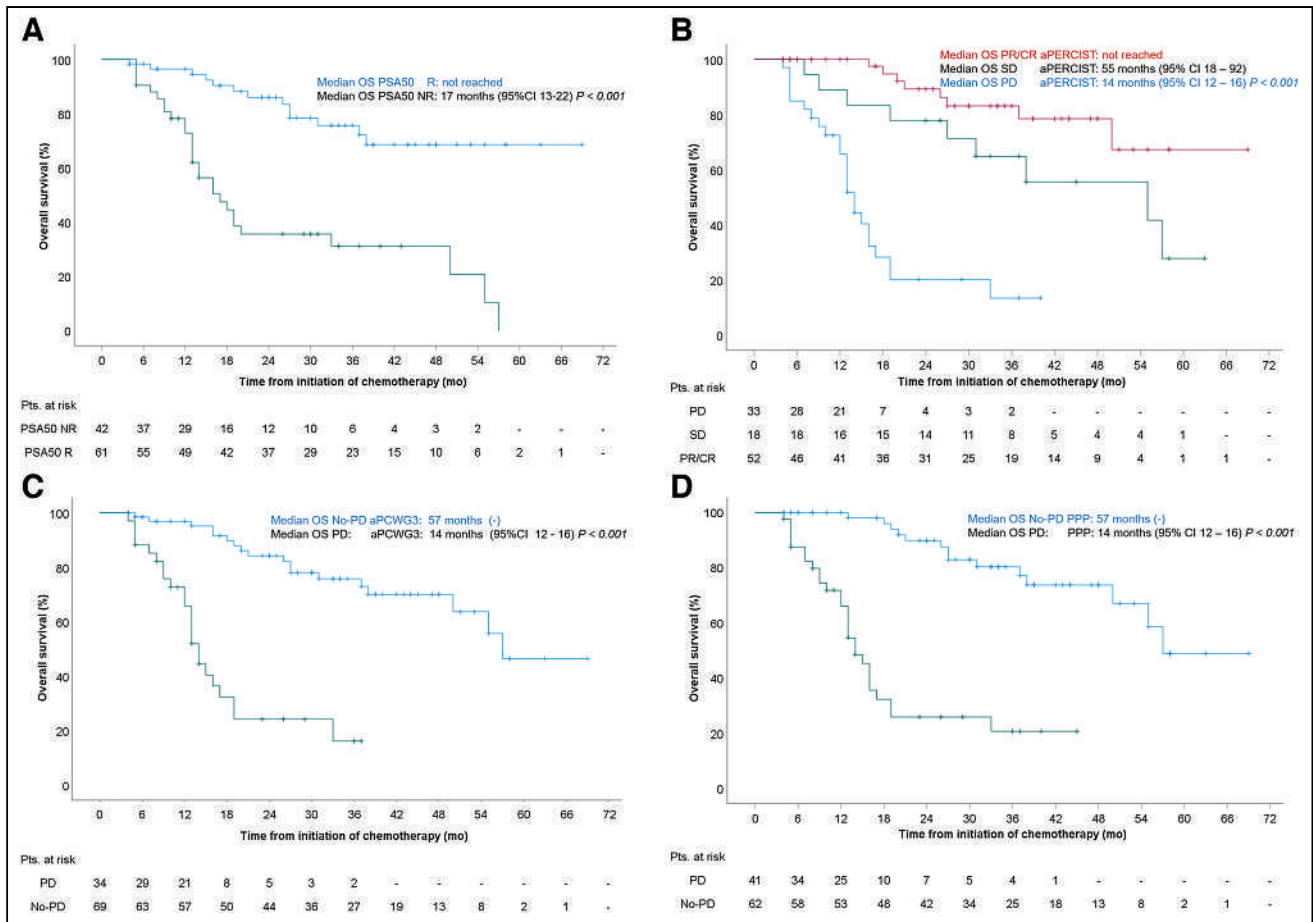 A
Median OS PSA50 R: not reached
Median OS PSA50 NR: 17 months (95%CI 13-22) P < 0.001
100
80
60
40
20
0
Overall survival (%)
0 6 12 18 24 30 36 42 48 54 60 66 72
Time from initiation of chemotherapy (mo)
Pts. at risk
PSA50 NR 42 37 29 16 12 10 6 4 3 2 - - -
PSA50 R 61 55 49 42 37 29 23 15 10 6 2 1 -
B
Median OS PR/CR aPERCIST: not reached
Median OS SD aPERCIST: 55 months (95% CI 18 – 92)
Median OS PD aPERCIST: 14 months (95% CI 12 – 16) P < 0.001
100
80
60
40
20
0
Overall survival (%)
0 6 12 18 24 30 36 42 48 54 60 66 72
Time from initiation of chemotherapy (mo)
Pts. at risk
PD 33 28 21 7 4 3 2 - - - - - -
SD 18 18 16 15 14 11 8 5 4 4 1 - -
PR/CR 52 46 41 36 31 25 19 14 9 4 1 1 -
C
Median OS No-PD aPCWG3: 57 months (-)
Median OS PD: aPCWG3: 14 months (95%CI 12 - 16) P < 0.001
100
80
60
40
20
0
Overall survival (%)
0 6 12 18 24 30 36 42 48 54 60 66 72
Time from initiation of chemotherapy (mo)
Pts. at risk
PD 34 29 21 8 5 3 2 - - - - - -
No-PD 69 63 57 50 44 36 27 19 13 8 2 1 -
D
Median OS No-PD PPP: 57 months (-)
Median OS PD: PPP: 14 months (95% CI 12 – 16) P < 0.001
100
80
60
40
20
0
Overall survival (%)
0 6 12 18 24 30 36 42 48 54 60 66 72
Time from initiation of chemotherapy (mo)
Pts. at risk
PD 41 34 25 10 7 5 4 1 - - - - -
No-PD 62 58 53 48 42 34 25 18 13 8 2 1 -